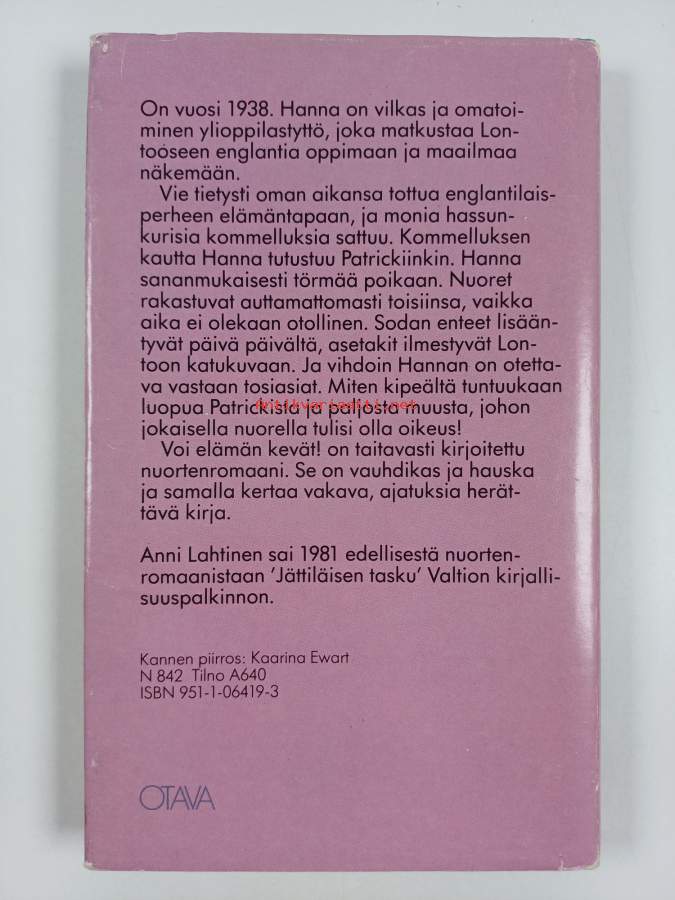 On vuosi 1938. Hanna on vilkas ja omatoi-
minen ylioppilastyttö, joka matkustaa Lon-
tooseen englantia oppimaan ja maailmaa
näkemään.
Vie tietysti oman aikansa tottua englantilais-
perheen elämäntapaan, ja monia hassun-
kurisia kommelluksia sattuu. Kommelluksen
kautta Hanna tutustuu Patrickiinkin. Hanna
sananmukaisesti törmää poikaan. Nuoret
rakastuvat auttamattomasti toisiinsa, vaikka
aika ei olekaan otollinen. Sodan enteet lisään-
tyvät päivä päivältä, asetakit ilmestyvät Lon-
toon katukuvaan. Ja vihdoin Hannan on otetta-
va vastaan tosiasiat. Miten kipeältä tuntuukaan
luopua Patrickista ja paljosta muusta, johon
antikvariaatti.net
jokaisella nuorella tulisi olla oikeus!
Voi elämän kevät! on taitavasti kirjoitettu
nuortenromaani. Se on vauhdikas ja hauska
ja samalla kertaa vakava, ajatuksia herät-
tävä kirja.
Anni Lahtinen sai 1981 edellisestä nuorten-
romaanistaan ’Jättiläisen tasku’ Valtion kirjalli-
suuspalkinnon.
Kannen piirros: Kaarina Ewart
N 842 Tilno A640
ISBN 951-1-06419-3
OTAVA